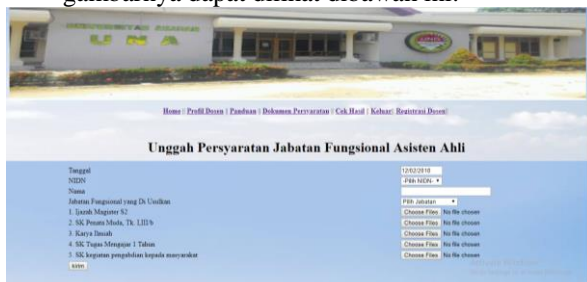 gambarnya dapat dilihat dibawah ini.
UNIVERSITAS ASAHAN
U N A
Home | Profil Dosen | Panduan | Dokumen Persyaratan | Cek Hasil | Keluar| Registrasi Dosen|
Unggah Persyaratan Jabatan Fungsional Asisten Ahli
Tanggal 12/02/2018
NIDN -Pilih NIDN-
Nama
Jabatan Fungsional yang Di Usulkan Pilih Jabatan
1. Ijazah Magister S2 Choose Files No file chosen
2. SK Penata Muda, Tk. I,III/b Choose Files No file chosen
3. Karya Ilmiah Choose Files No file chosen
4. SK Tugas Mengajar 1 Tahun Choose Files No file chosen
5. SK kegiatan pengabdian kepada masyarakat Choose Files No file chosen
kirim